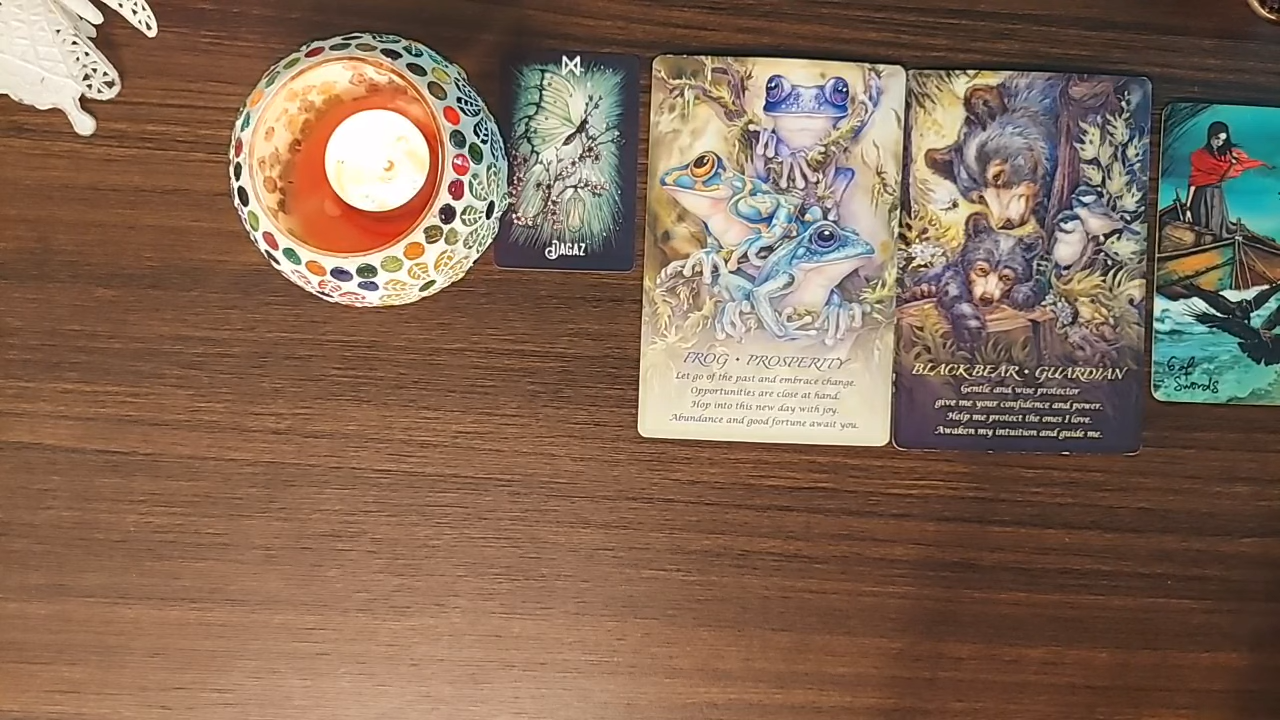 DAGAZ
FROG • PROSPERITY
Let go of the past and embrace change.
Opportunities are close at hand.
Hop into this new day with joy.
Abundance and good fortune await you.
BLACK BEAR • GUARDIAN
Gentle and wise protector
give me your confidence and power.
Help me protect the ones I love.
Awaken my intuition and guide me.
6 of
Swords